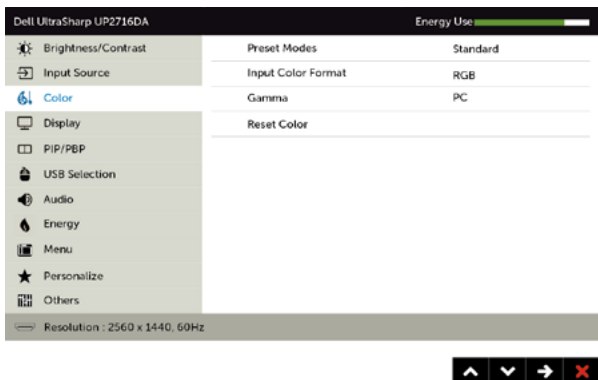 Dell UltraSharp UP2716DA
Energy Use
Brightness/Contrast
Preset Modes Standard
Input Source
Input Color Format RGB
Color
Gamma PC
Display
Reset Color
PIP/PBP
USB Selection
Audio
Energy
Menu
Personalize
Others
Resolution : 2560 x 1440, 60Hz